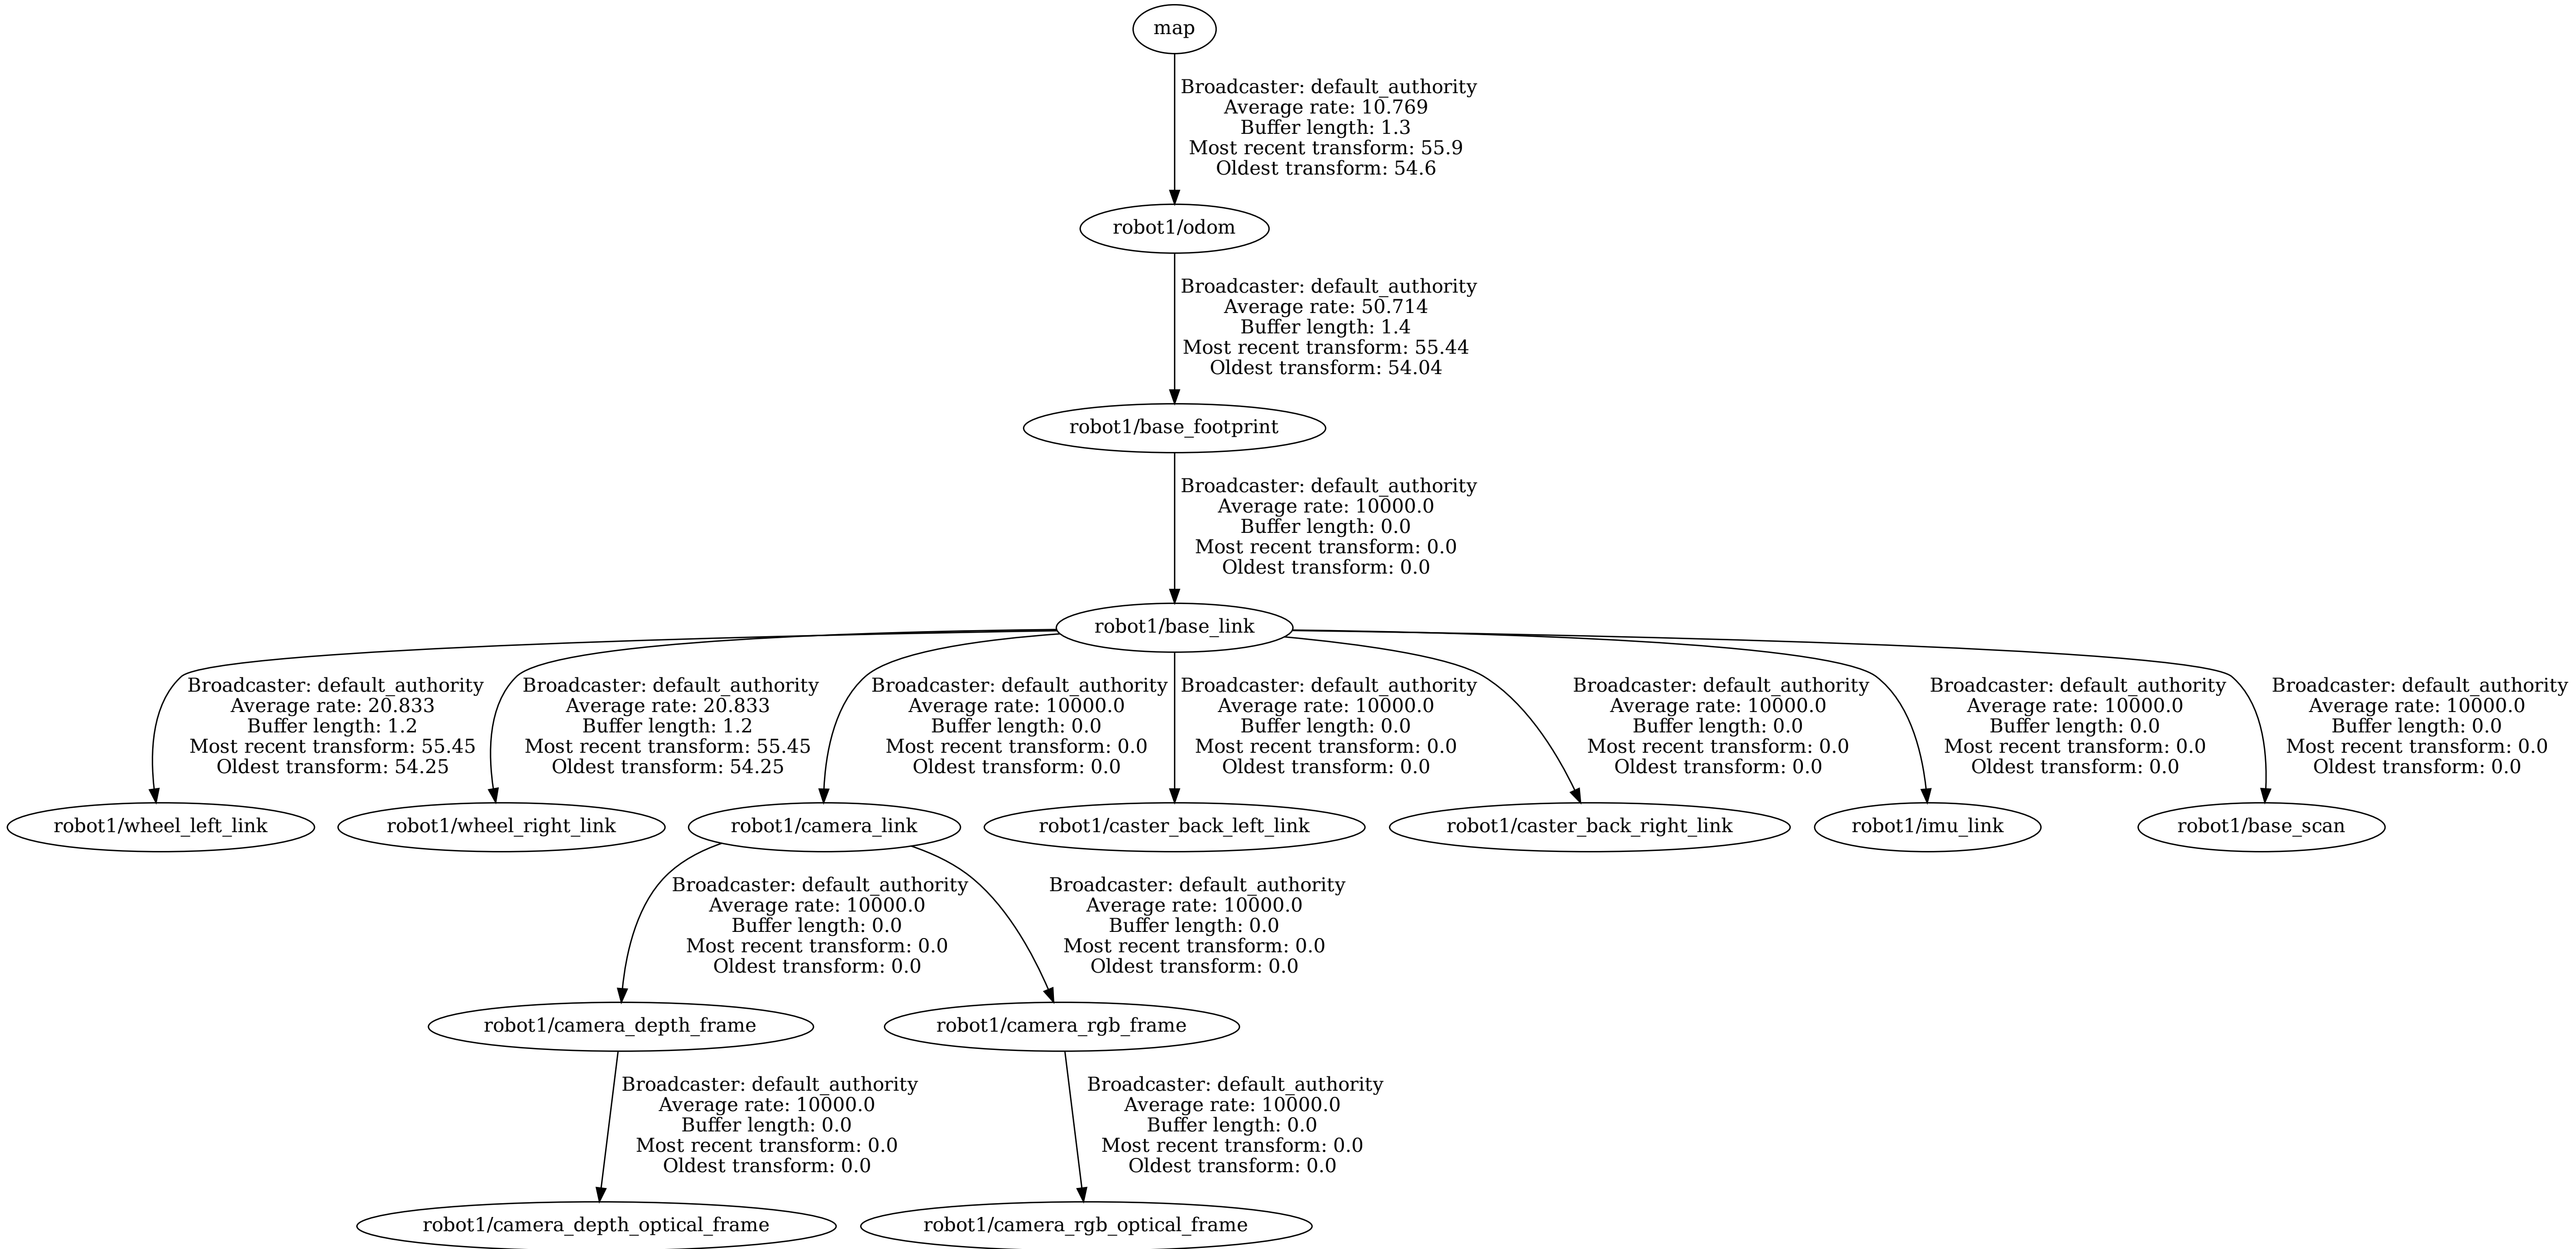 map
Broadcaster: default_authority
Average rate: 10.769
Buffer length: 1.3
Most recent transform: 55.9
Oldest transform: 54.6
robot1/odom
Broadcaster: default_authority
Average rate: 50.714
Buffer length: 1.4
Most recent transform: 55.44
Oldest transform: 54.04
robot1/base_footprint
Broadcaster: default_authority
Average rate: 10000.0
Buffer length: 0.0
Most recent transform: 0.0
Oldest transform: 0.0
robot1/base_link
Broadcaster: default_authority
Average rate: 20.833
Buffer length: 1.2
Most recent transform: 55.45
Oldest transform: 54.25
Broadcaster: default_authority
Average rate: 20.833
Buffer length: 1.2
Most recent transform: 55.45
Oldest transform: 54.25
Broadcaster: default_authority
Average rate: 10000.0
Buffer length: 0.0
Most recent transform: 0.0
Oldest transform: 0.0
Broadcaster: default_authority
Average rate: 10000.0
Buffer length: 0.0
Most recent transform: 0.0
Oldest transform: 0.0
Broadcaster: default_authority
Average rate: 10000.0
Buffer length: 0.0
Most recent transform: 0.0
Oldest transform: 0.0
Broadcaster: default_authority
Average rate: 10000.0
Buffer length: 0.0
Most recent transform: 0.0
Oldest transform: 0.0
Broadcaster: default_authority
Average rate: 10000.0
Buffer length: 0.0
Most recent transform: 0.0
Oldest transform: 0.0
robot1/wheel_left_link
robot1/wheel_right_link
robot1/camera_link
robot1/caster_back_left_link
robot1/caster_back_right_link
robot1/imu_link
robot1/base_scan
Broadcaster: default_authority
Average rate: 10000.0
Buffer length: 0.0
Most recent transform: 0.0
Oldest transform: 0.0
Broadcaster: default_authority
Average rate: 10000.0
Buffer length: 0.0
Most recent transform: 0.0
Oldest transform: 0.0
robot1/camera_depth_frame
robot1/camera_rgb_frame
Broadcaster: default_authority
Average rate: 10000.0
Buffer length: 0.0
Most recent transform: 0.0
Oldest transform: 0.0
Broadcaster: default_authority
Average rate: 10000.0
Buffer length: 0.0
Most recent transform: 0.0
Oldest transform: 0.0
robot1/camera_depth_optical_frame
robot1/camera_rgb_optical_frame